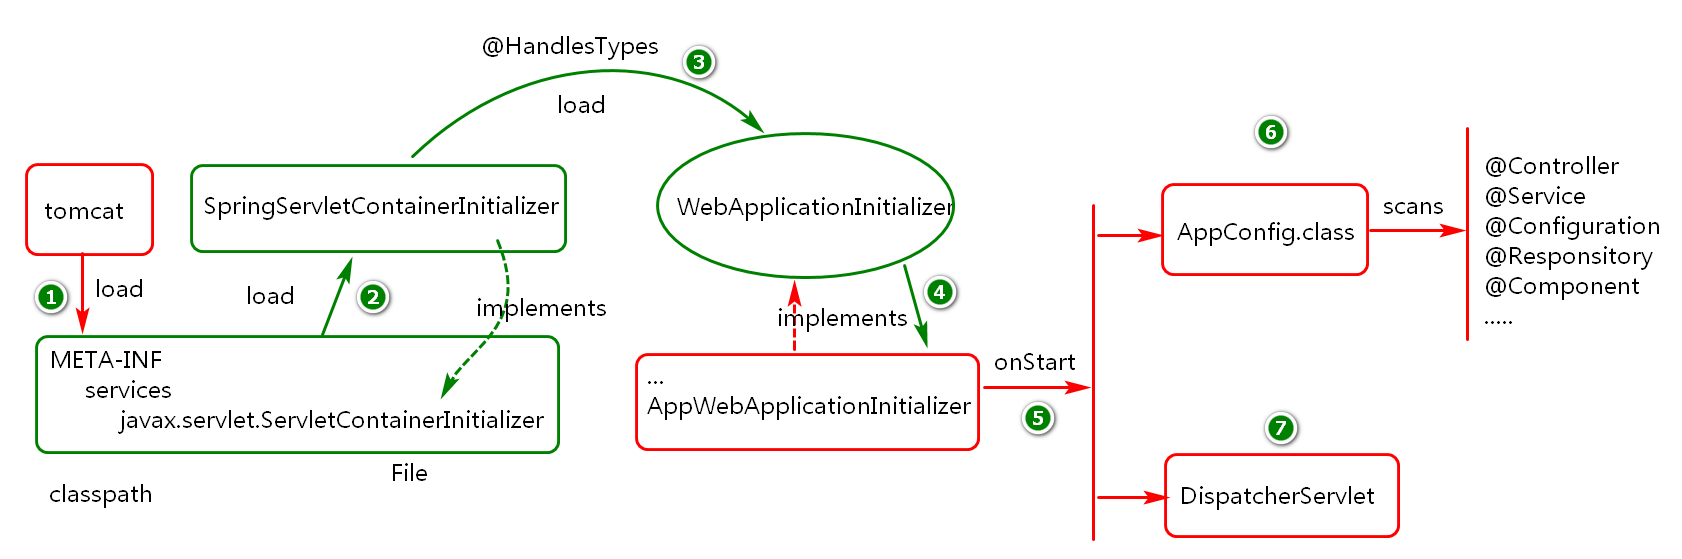 @HandlesTypes
3
load
tomcat
1
load
SpringServletContainerInitializer
load
2
implements
META-INF
services
javax.servlet.ServletContainerInitializer
File
classpath
WebApplicationInitializer
implements
4
...
AppWebApplicationInitializer
onStart
5
6
AppConfig.class
scans
@Controller
@Service
@Configuration
@Responsitory
@Component
.....
7
DispatcherServlet